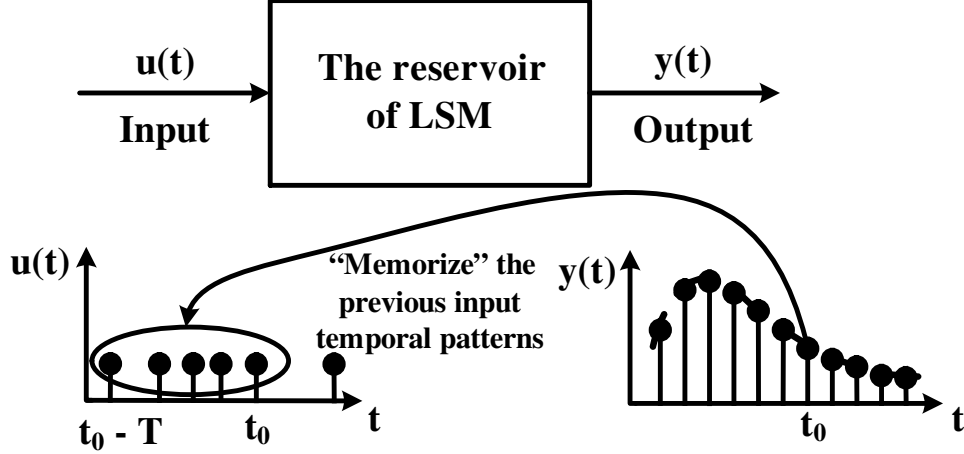 u(t)
Input
The reservoir
of LSM
y(t)
Output
u(t)
“Memorize” the
previous input
temporal patterns
y(t)
t₀ - T
t₀
t
t₀
t